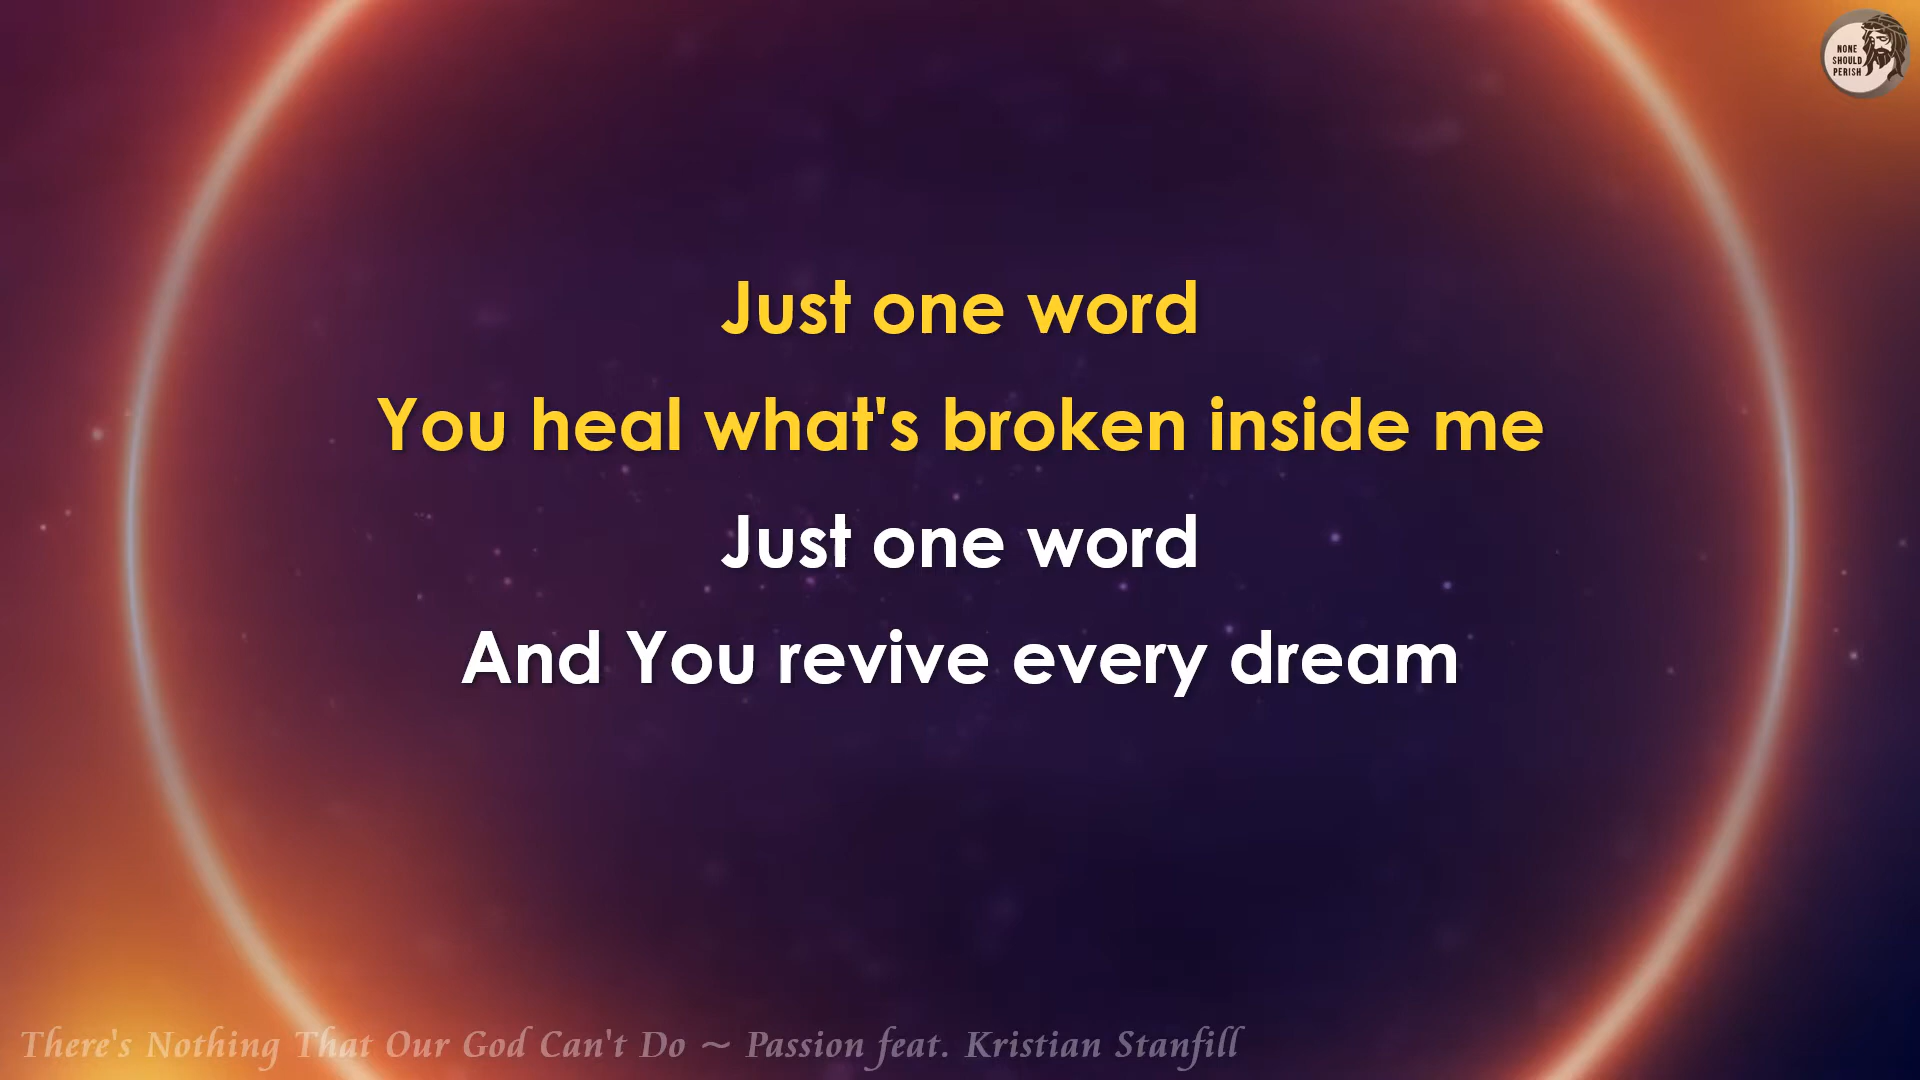 NONE
SHOULD
PERISH
Just one word
You heal what's broken inside me
Just one word
And You revive every dream
There's Nothing That Our God Can't Do ~ Passion feat. Kristian Stanfill